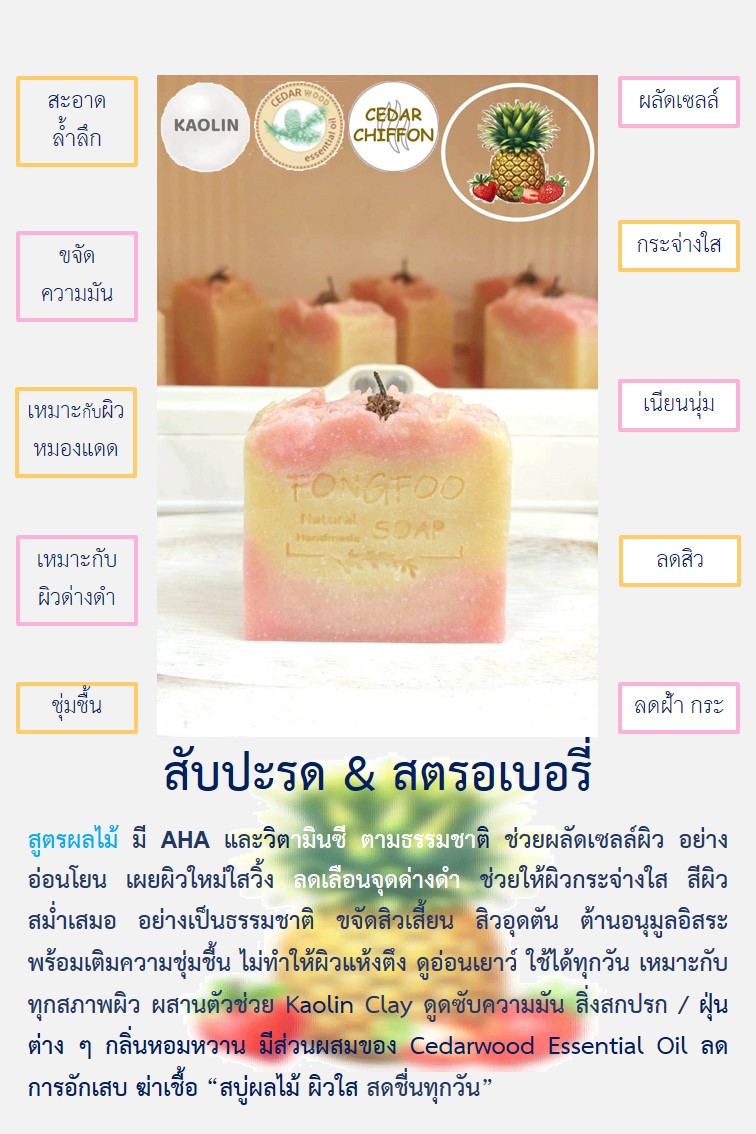 สะอาด
ล้ำลึก
ขจัด
ความมัน
เหมาะกับผิว
หมองแดด
เหมาะกับ
ผิวด่างดำ
ชุ่มชื้น
KAOLIN
CEDAR WOOD
essential oil
CEDAR
CHIFFON
FONGFOO
Natural
Handmade
SOAP
ผลัดเซลล์
กระจ่างใส
เนียนนุ่ม
ลดสิว
ลดฝ้า กระ
สับปะรด & สตรอเบอรี่
สูตรผลไม้ มี AHA และวิตามินซี ตามธรรมชาติ ช่วยผลัดเซลล์ผิว อย่าง
อ่อนโยน เผยผิวใหม่ใสวิ้ง ลดเลือนจุดด่างดำ ช่วยให้ผิวกระจ่างใส สีผิว
สม่ำเสมอ อย่างเป็นธรรมชาติ ขจัดสิวเสี้ยน สิวอุดตัน ต้านอนุมูลอิสระ
พร้อมเติมความชุ่มชื้น ไม่ทำให้ผิวแห้งตึง ดูอ่อนเยาว์ ใช้ได้ทุกวัน เหมาะกับ
ทุกสภาพผิว ผสานตัวช่วย Kaolin Clay ดูดซับความมัน สิ่งสกปรก / ฝุ่น
ต่าง ๆ กลิ่นหอมหวาน มีส่วนผสมของ Cedarwood Essential Oil ลด
การอักเสบ ฆ่าเชื้อ “สบู่ผลไม้ ผิวใส สดชื่นทุกวัน”